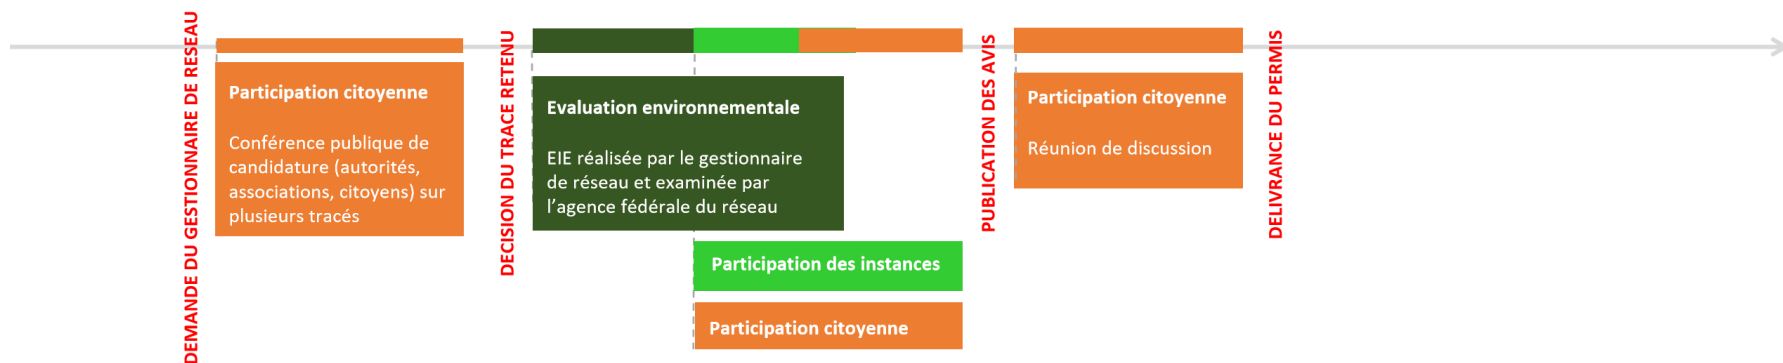 DEMANDE DU GESTIONNAIRE DE RESEAU
Participation citoyenne
Conférence publique de
candidature (autorités,
associations, citoyens) sur
plusieurs tracés
DECISION DU TRACE RETENU
Evaluation environnementale
EIE réalisée par le gestionnaire
de réseau et examinée par
l’agence fédérale du réseau
Participation des instances
Participation citoyenne
PUBLICATION DES AVIS
Participation citoyenne
Réunion de discussion
DELIVRANCE DU PERMIS